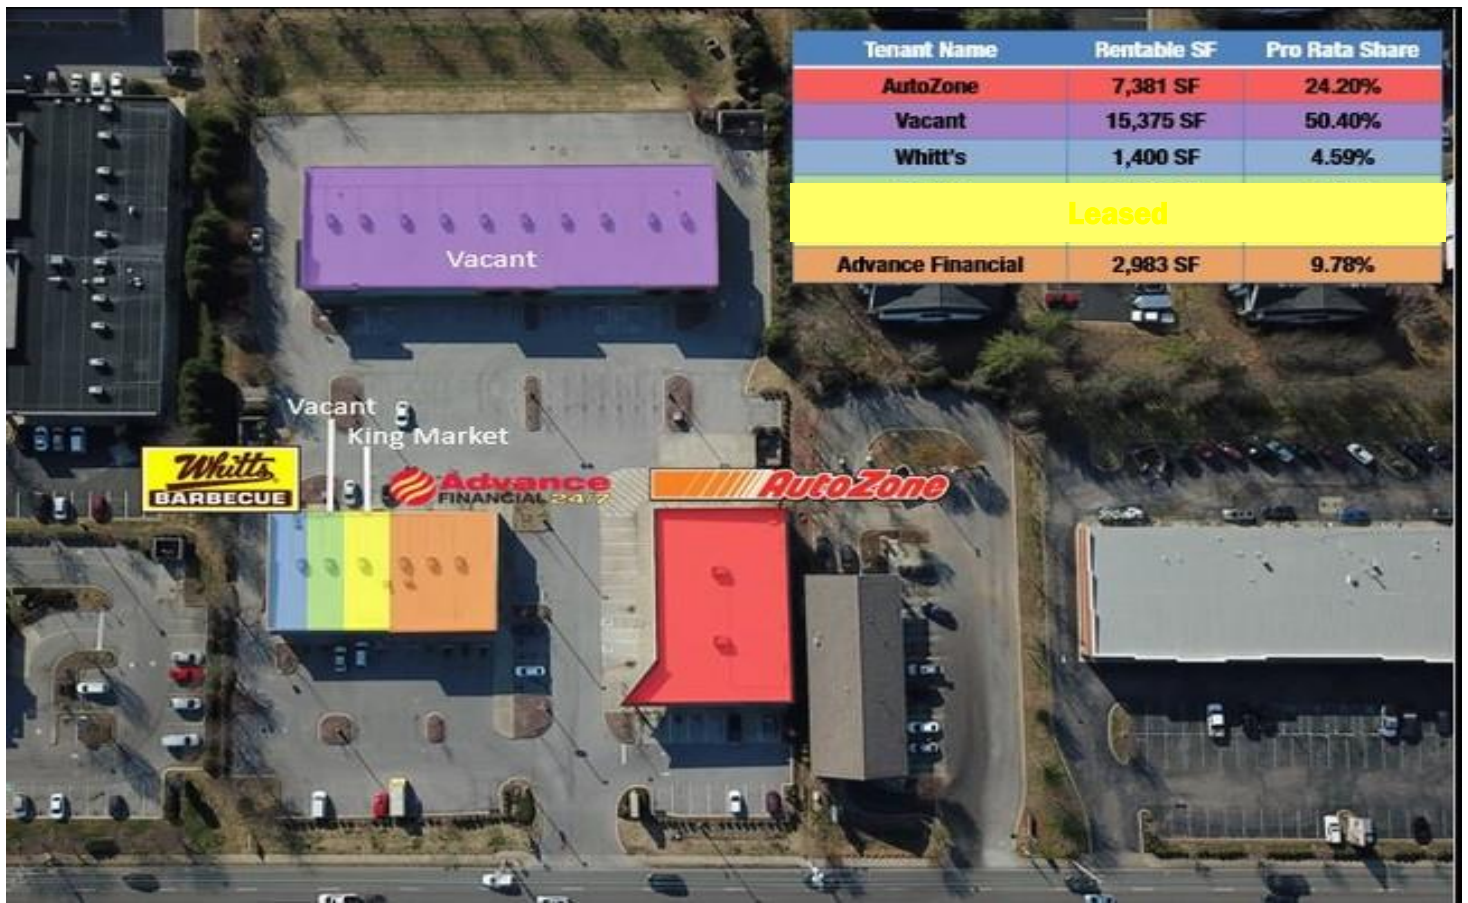 Tenant Name Rentable SF Pro Rata Share
AutoZone 7,381 SF 24.20%
Vacant 15,375 SF 50.40%
Whitt's 1,400 SF 4.59%
Leased
Advance Financial 2,983 SF 9.78%
Vacant
Vacant
King Market
Whitts
BARBECUE
Advance
FINANCIAL 24/7
AutoZone